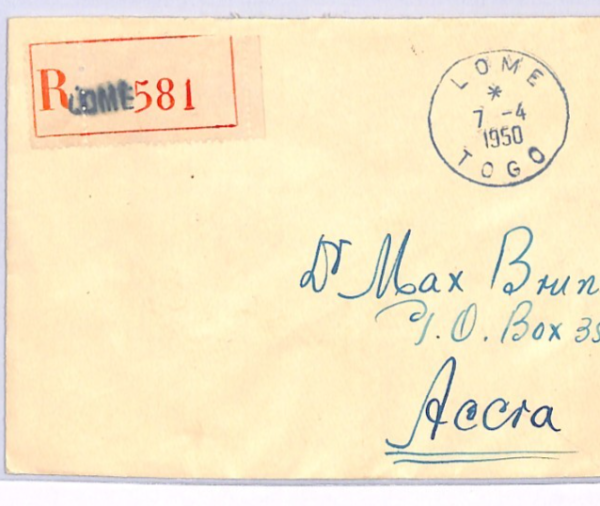 R LOME 581
LOME
*
7 -4
1950
TOGO
Dr Max
P.O. Box
Accra